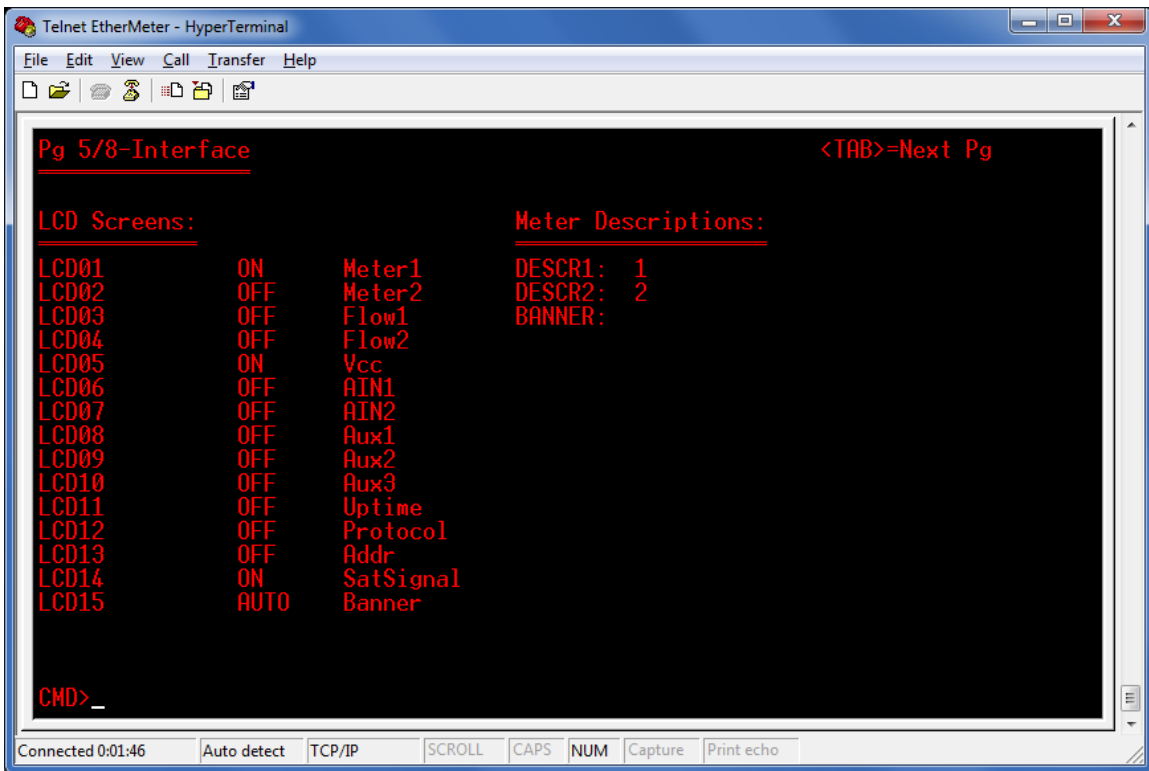 Telnet EtherMeter - HyperTerminal
File Edit View Call Transfer Help
Pg 5/8-Interface <TAB>=Next Pg
LCD Screens: Meter Descriptions:
LCD01 ON Meter1 DESCR1: 1
LCD02 OFF Meter2 DESCR2: 2
LCD03 OFF Flow1 BANNER:
LCD04 OFF Flow2
LCD05 ON Vcc
LCD06 OFF AIN1
LCD07 OFF AIN2
LCD08 OFF Aux1
LCD09 OFF Aux2
LCD10 OFF Aux3
LCD11 OFF Uptime
LCD12 OFF Protocol
LCD13 OFF Addr
LCD14 ON SatSignal
LCD15 AUTO Banner
CMD>_
Connected 0:01:46 Auto detect TCP/IP SCROLL CAPS NUM Capture Print echo